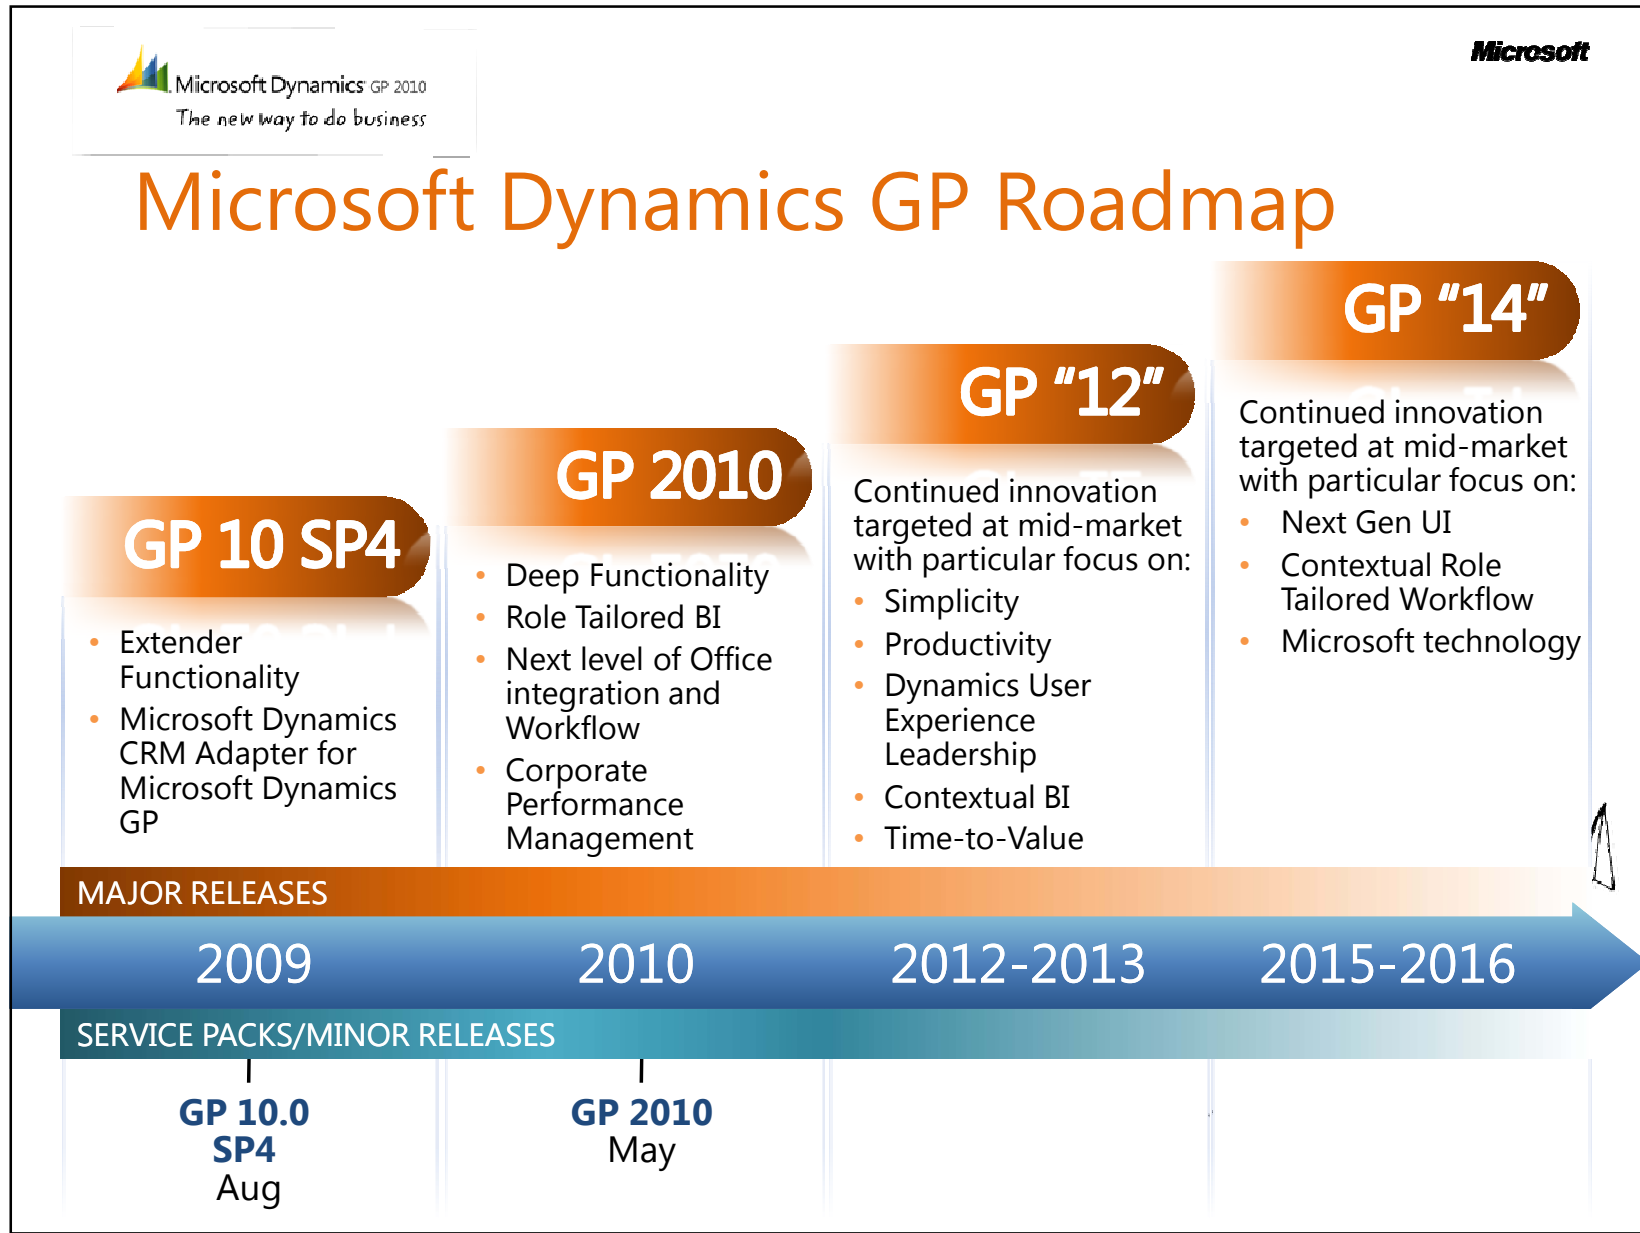 Microsoft Dynamics GP 2010
The new way to do business
Microsoft
Microsoft Dynamics GP Roadmap
GP 10 SP4
• Extender
Functionality
• Microsoft Dynamics
CRM Adapter for
Microsoft Dynamics
GP
GP 2010
• Deep Functionality
• Role Tailored BI
• Next level of Office
integration and
Workflow
• Corporate
Performance
Management
GP "12"
Continued innovation
targeted at mid-market
with particular focus on:
• Simplicity
• Productivity
• Dynamics User
Experience
Leadership
• Contextual BI
• Time-to-Value
GP "14"
Continued innovation
targeted at mid-market
with particular focus on:
• Next Gen UI
• Contextual Role
Tailored Workflow
• Microsoft technology
MAJOR RELEASES
2009
2010
2012-2013
2015-2016
SERVICE PACKS/MINOR RELEASES
GP 10.0
SP4
Aug
GP 2010
May